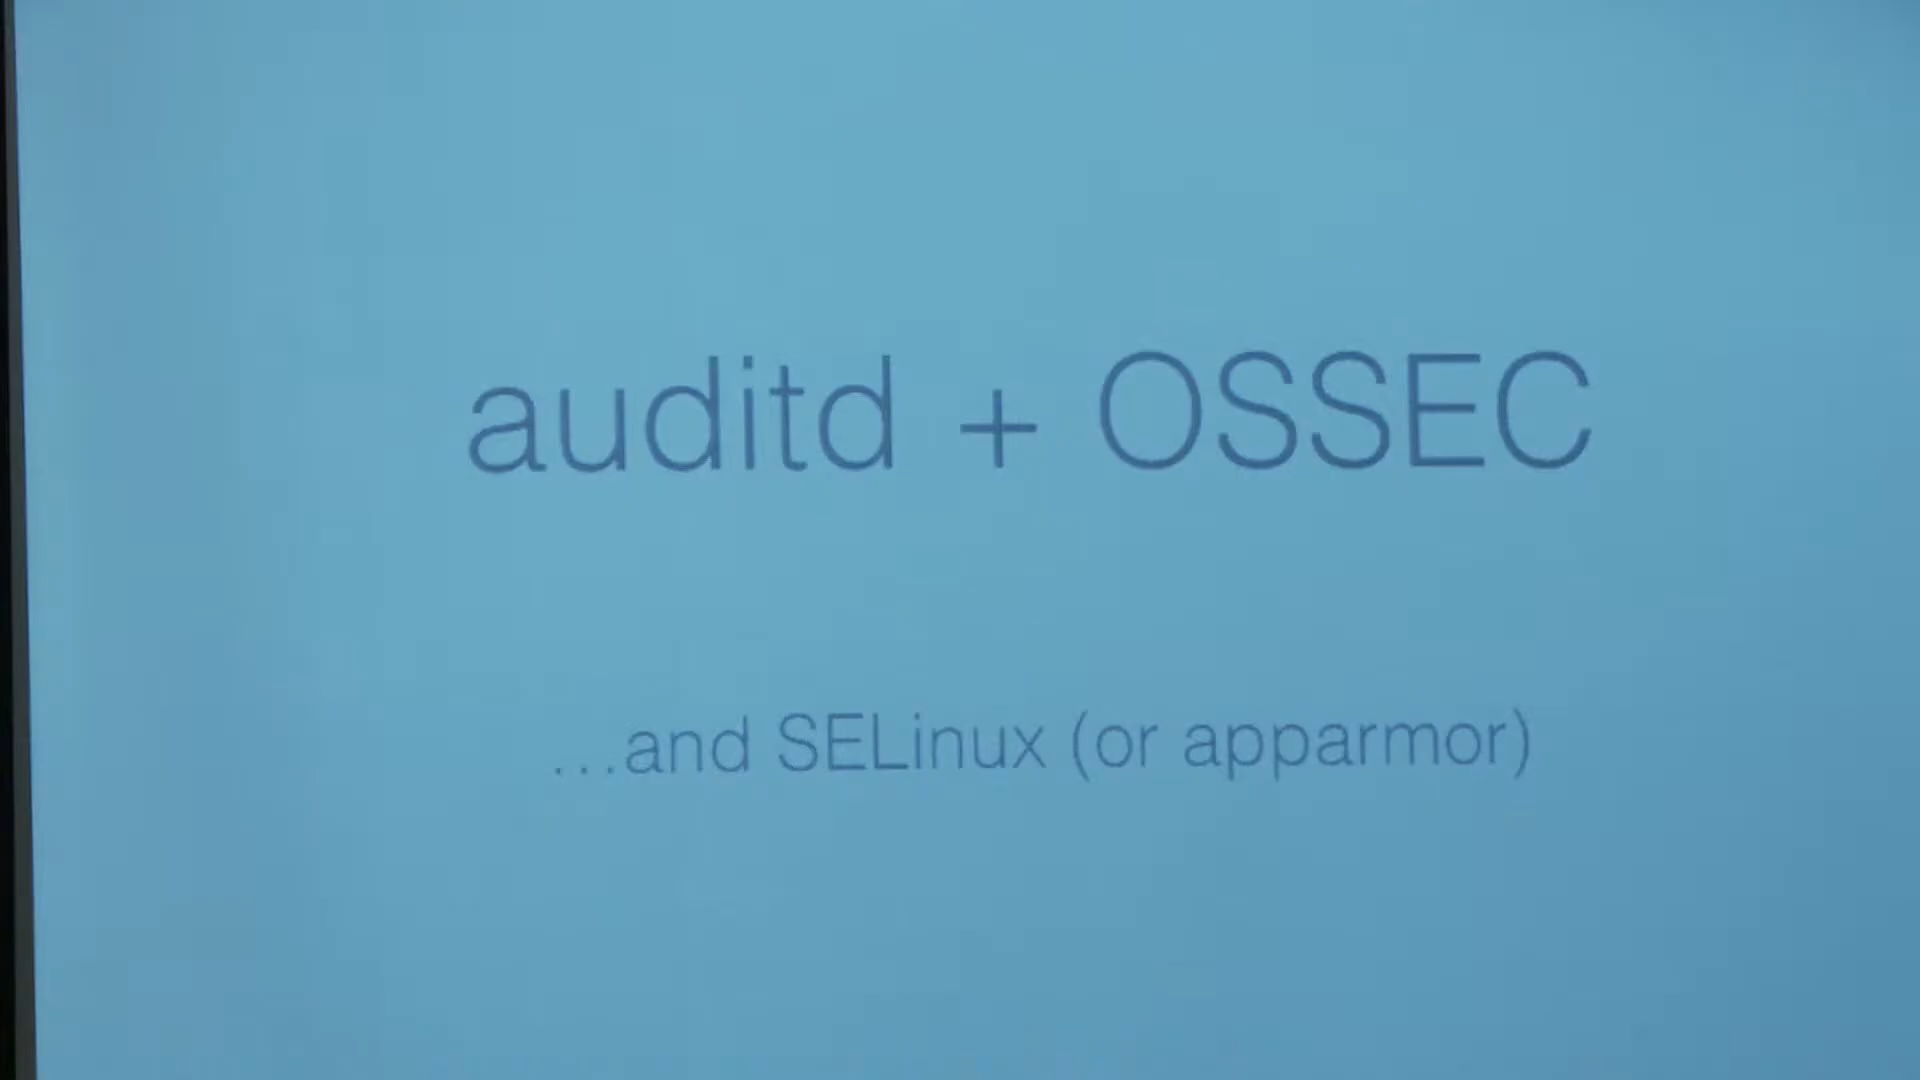 auditd + OSSEC
...and SELinux (or apparmor)